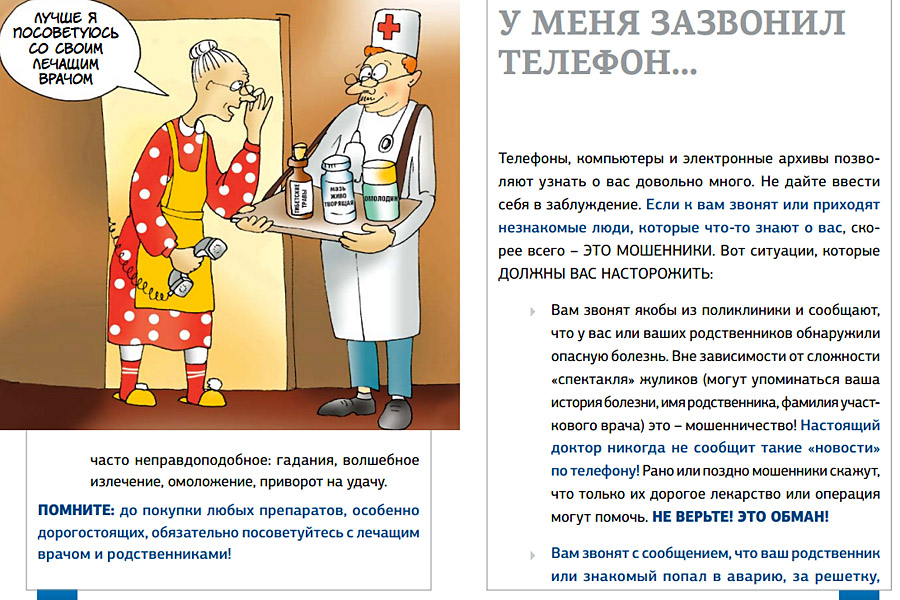 ЛУЧШЕ Я
ПОСОВЕТУЮСЬ
СО СВОИМ
ЛЕЧАЩИМ
ВРАЧОМ
ТИБЕТСКИЕ
ТРАВЫ
МАЗЬ
ЖИВО
ТВОРЯЩАЯ
ОМОЛОДИН
часто неправдоподобное: гадания, волшебное
излечение, омоложение, приворот на удачу.
ПОМНИТЕ: до покупки любых препаратов, особенно
дорогостоящих, обязательно посоветуйтесь с лечащим
врачом и родственниками!
У МЕНЯ ЗАЗВОНИЛ
ТЕЛЕФОН...
Телефоны, компьютеры и электронные архивы позво-
ляют узнать о вас довольно много. Не дайте ввести
себя в заблуждение. Если к вам звонят или приходят
незнакомые люди, которые что-то знают о вас, ско-
рее всего – ЭТО МОШЕННИКИ. Вот ситуации, которые
ДОЛЖНЫ ВАС НАСТОРОЖИТЬ:
Вам звонят якобы из поликлиники и сообщают,
что у вас или ваших родственников обнаружили
опасную болезнь. Вне зависимости от сложности
«спектакля» жуликов (могут упоминаться ваша
история болезни, имя родственника, фамилия участ-
кового врача) это – мошенничество! Настоящий
доктор никогда не сообщит такие «новости»
по телефону! Рано или поздно мошенники скажут,
что только их дорогое лекарство или операция
могут помочь. НЕ ВЕРЬТЕ! ЭТО ОБМАН!
Вам звонят с сообщением, что ваш родственник
или знакомый попал в аварию, за решетку,